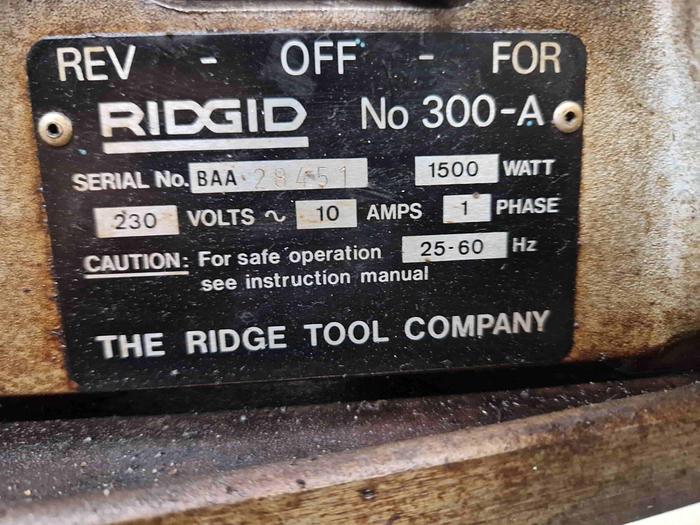 REV - OFF - FOR
RIDGID No 300-A
SERIAL No. BAA·28451 1500 WATT
230 VOLTS ~ 10 AMPS 1 PHASE
CAUTION: For safe operation 25-60 Hz
see instruction manual
THE RIDGE TOOL COMPANY